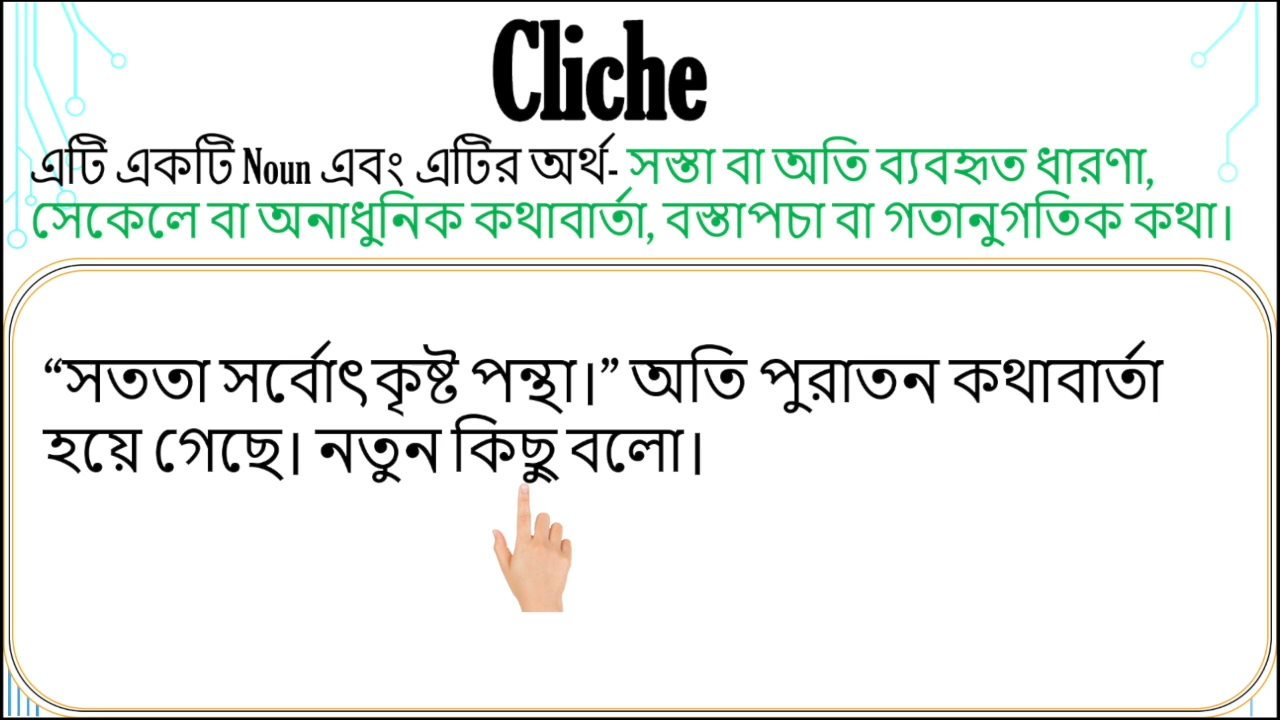 Cliche
এটি একটি Noun এবং এটির অর্থ- সস্তা বা অতি ব্যবহৃত ধারণা,
সেকেলে বা অনাধুনিক কথাবার্তা, বস্তাপচা বা গতানুগতিক কথা।
“সততা সর্বোৎকৃষ্ট পন্থা।” অতি পুরাতন কথাবার্তা
হয়ে গেছে। নতুন কিছু বলো।